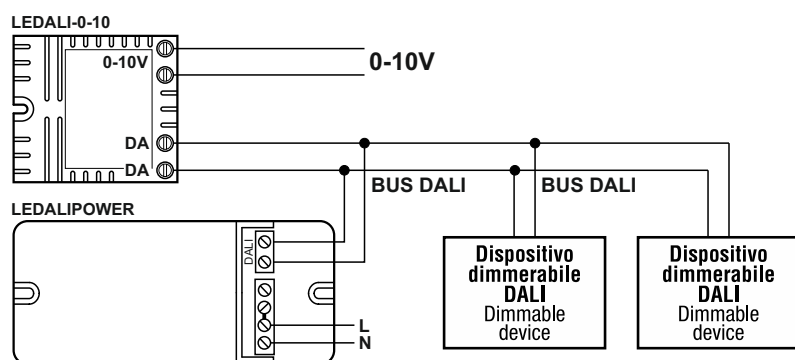 LEDALI-0-10
0-10V
0-10V
DA
DA
BUS DALI
BUS DALI
LEDALIPOWER
DALI
L
N
Dispositivo
dimmerabile
DALI
Dimmable
device
Dispositivo
dimmerabile
DALI
Dimmable
device